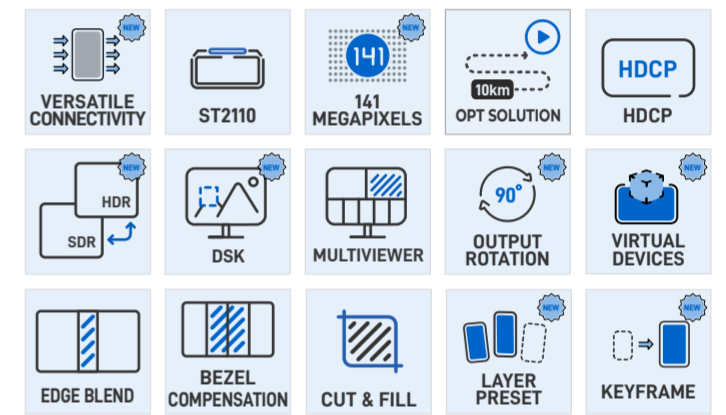 NEW
VERSATILE
CONNECTIVITY
ST2110
NEW
141
141
MEGAPIXELS
10km
OPT SOLUTION
HDCP
HDCP
NEW
HDR
SDR
NEW
DSK
MULTIVIEWER
NEW
90°
OUTPUT
ROTATION
NEW
VIRTUAL
DEVICES
EDGE BLEND
BEZEL
COMPENSATION
CUT & FILL
NEW
LAYER
PRESET
NEW
KEYFRAME